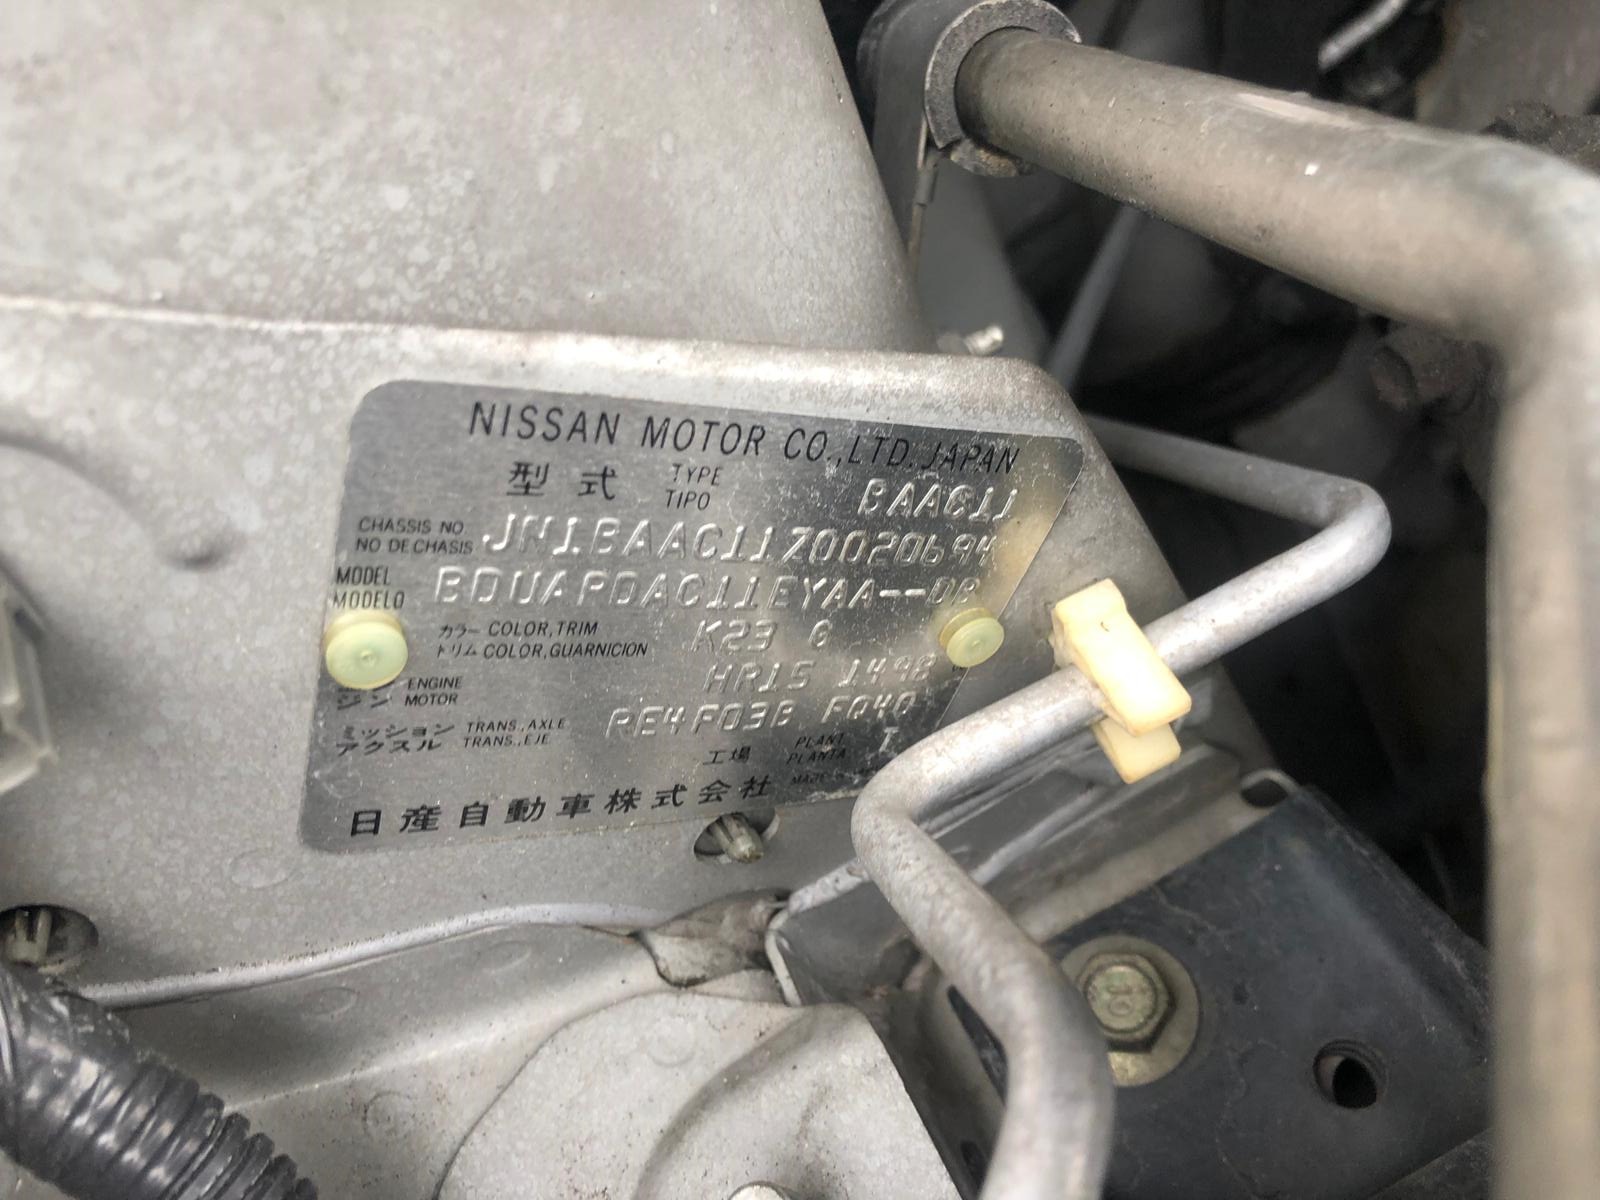 NISSAN MOTOR CO.,LTD. JAPAN
型式 TYPE TIPO BAAC11
CHASSIS NO NO DE CHASIS JN1BAAC11Z0020694
MODEL MODELO BDUAPDAC11EYAA--DB
カラー COLOR,TRIM K23 G
トリム COLOR,GUARNICION
ENGINE HR15 1498
ジン MOTOR
ミッション TRANS.,AXLE RE4F03B FQ40
アクスル TRANS.,EJE
工場 PLANT PLANTA I
日産自動車株式会社